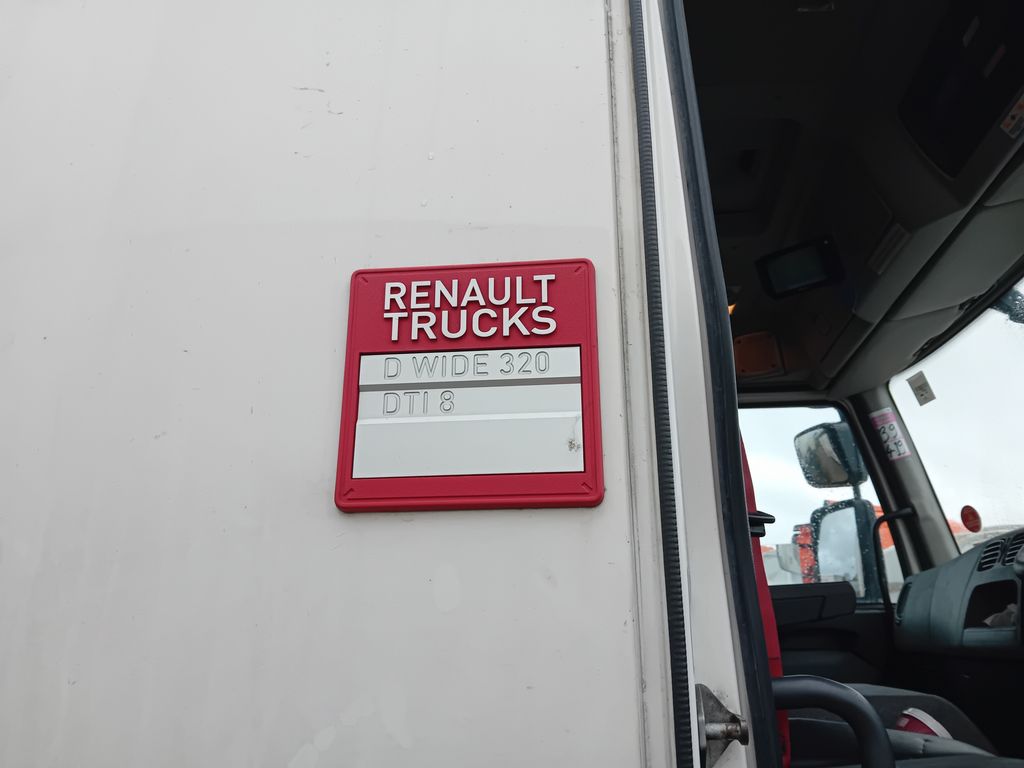 RENAULT
TRUCKS
D WIDE 320
DTI 8